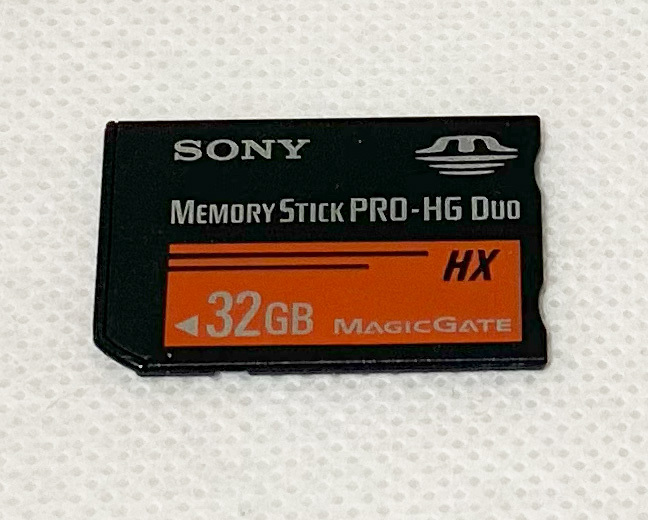 SONY
MEMORY STICK PRO-HG DUO
HX
32GB MAGICGATE